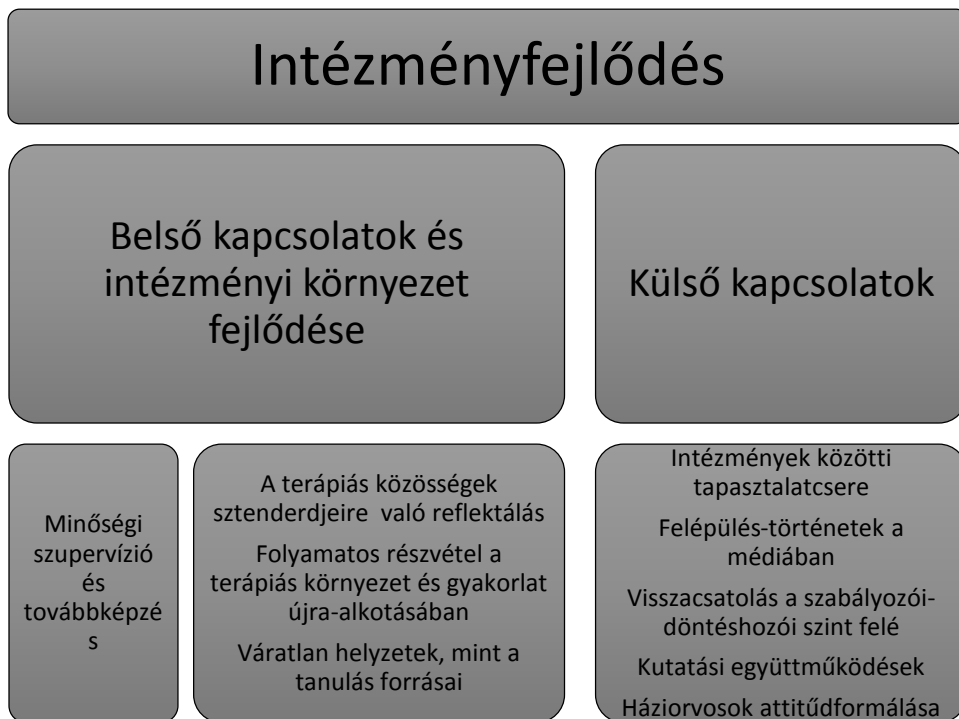 Intézményfejlődés
Belső kapcsolatok és
intézményi környezet
fejlődése
Külső kapcsolatok
Minőségi
szupervízió
és
továbbképzé
s
A terápiás közösségek
sztenderdjeire való reflektálás
Folyamatos részvétel a
terápiás környezet és gyakorlat
újra-alkotásában
Váratlan helyzetek, mint a
tanulás forrásai
Intézmények közötti
tapasztalatcsere
Felépülés-történetek a
médiában
Visszacsatolás a szabályozói-
döntéshozói szint felé
Kutatási együttműködések
Háziorvosok attitűdformálása